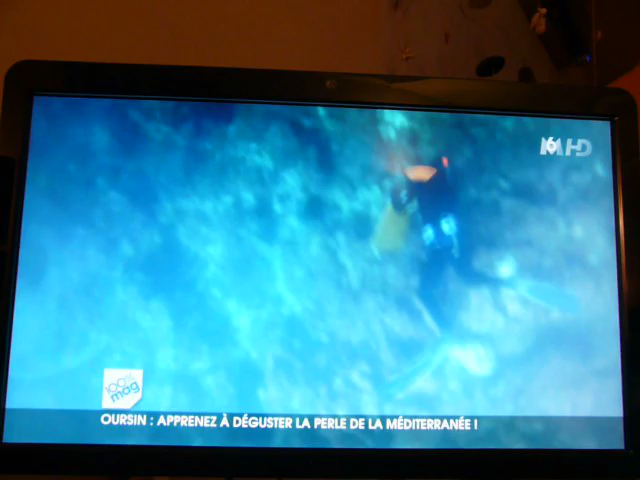 M6 HD
100% mag
OURSIN : APPRENEZ À DÉGUSTER LA PERLE DE LA MÉDITERRANÉE !